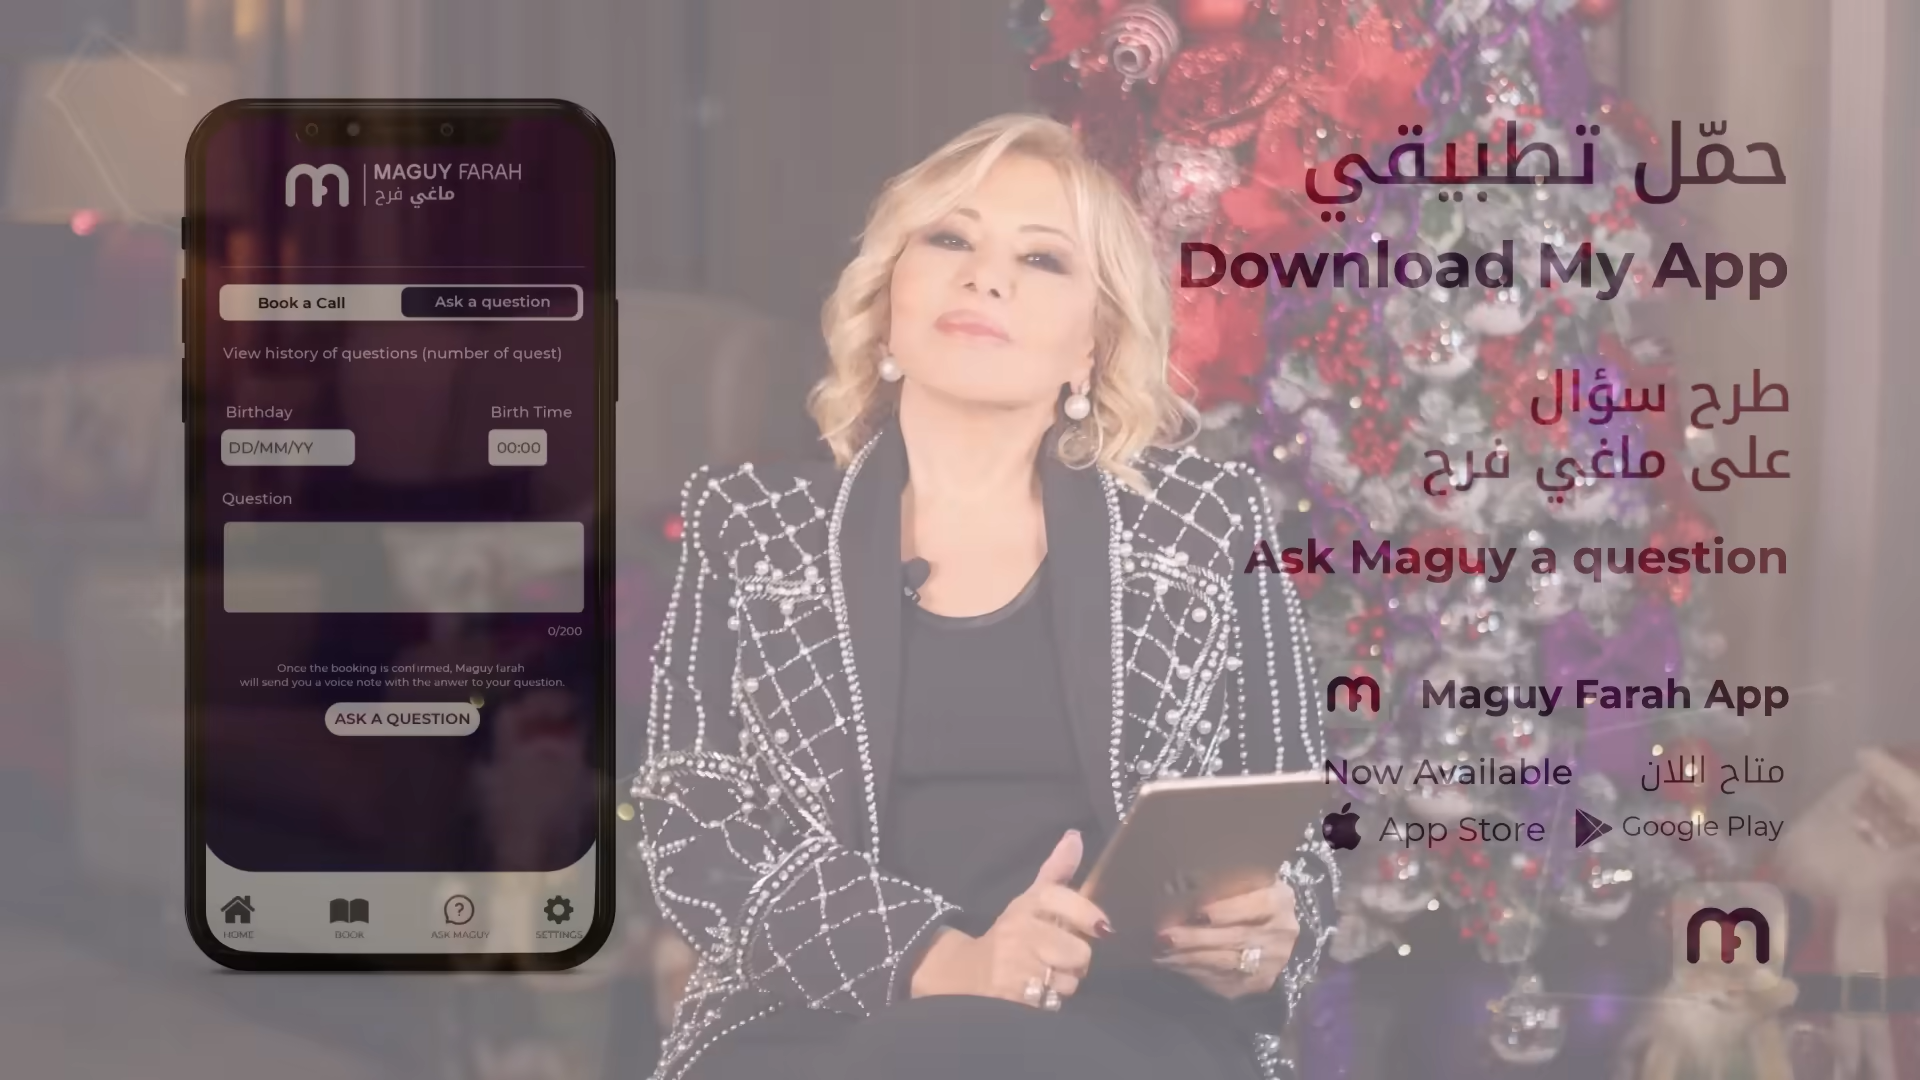 MAGUY FARAH
ماغي فرح
Book a Call
Ask a question
View history of questions (number of quest)
Birthday
Birth Time
DD/MM/YY
00:00
Question
0/200
Once the booking is confirmed, Maguy farah
will send you a voice note with the anwer to your question.
ASK A QUESTION
HOME
BOOK
ASK MAGUY
SETTINGS
حمّل تطبيقي
Download My App
طرح سؤال
على ماغي فرح
Ask Maguy a question
Maguy Farah App
Now Available
متاح اللان
App Store
Google Play